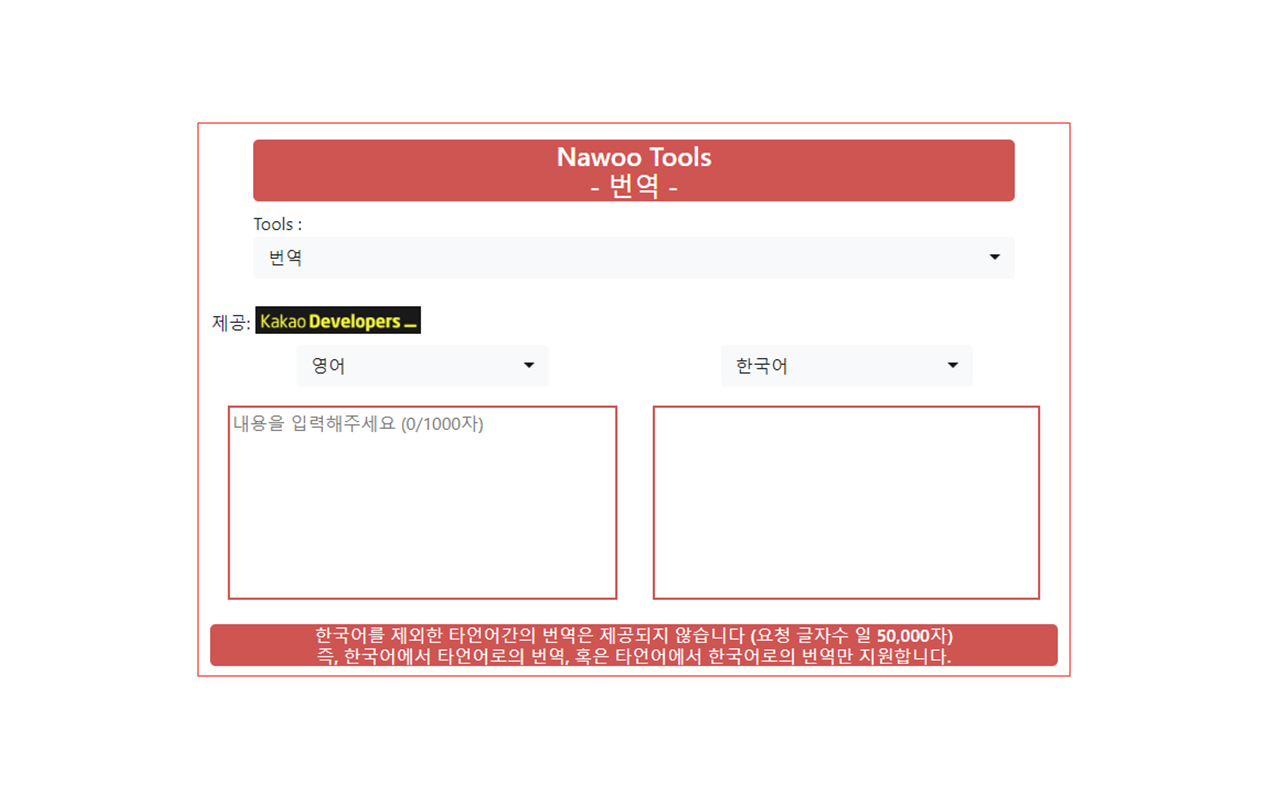 Nawoo Tools
- 번역 -
Tools :
번역
제공: Kakao Developers
영어
한국어
내용을 입력해주세요 (0/1000자)
한국어를 제외한 타언어간의 번역은 제공되지 않습니다 (요청 글자수 일 50,000자)
즉, 한국어에서 타언어로의 번역, 혹은 타언어에서 한국어로의 번역만 지원합니다.